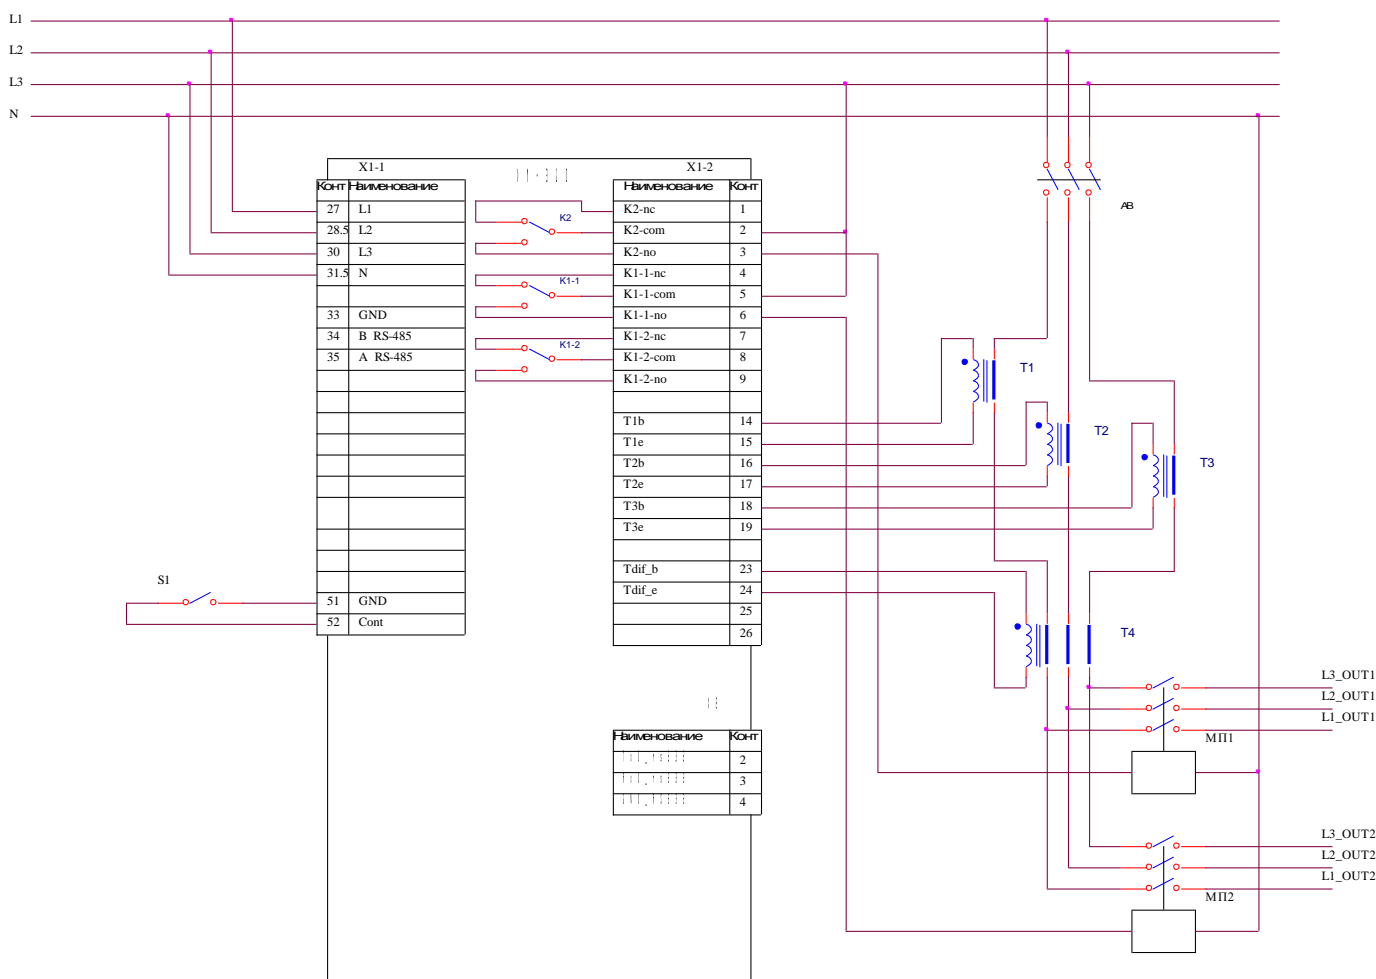 L1
L2
L3
N
X1-1
X1-2
Конт Наименование
Наименование Конт
27 L1
28.5 L2
30 L3
31.5 N
33 GND
34 B RS-485
35 A RS-485
51 GND
52 Cont
S1
K2
K1-1
K1-2
K2-nc 1
K2-com 2
K2-no 3
K1-1-nc 4
K1-1-com 5
K1-1-no 6
K1-2-nc 7
K1-2-com 8
K1-2-no 9
T1b 14
T1e 15
T2b 16
T2e 17
T3b 18
T3e 19
Tdif_b 23
Tdif_e 24
25
26
Наименование Конт
2
3
4
АВ
T1
T2
T3
T4
L3_OUT1
L2_OUT1
L1_OUT1
МП1
L3_OUT2
L2_OUT2
L1_OUT2
МП2